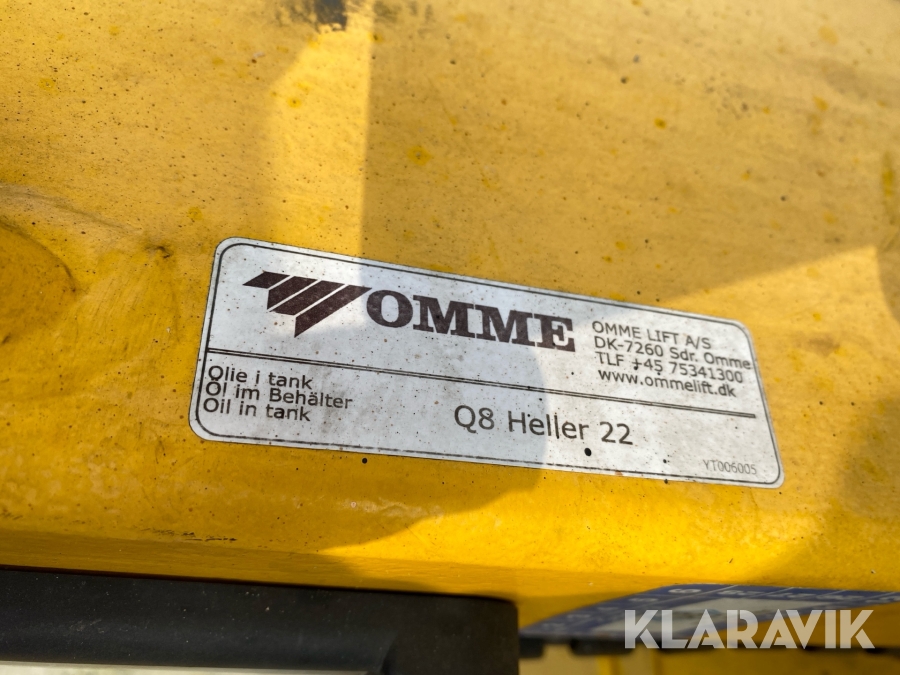 OMME
OMME LIFT A/S
DK-7260 Sdr. Omme
TLF +45 75341300
www.ommelift.dk
Olie i tank
Öl im Behälter
Oil in tank
Q8 Heller 22
YT006005
KLARAVIK